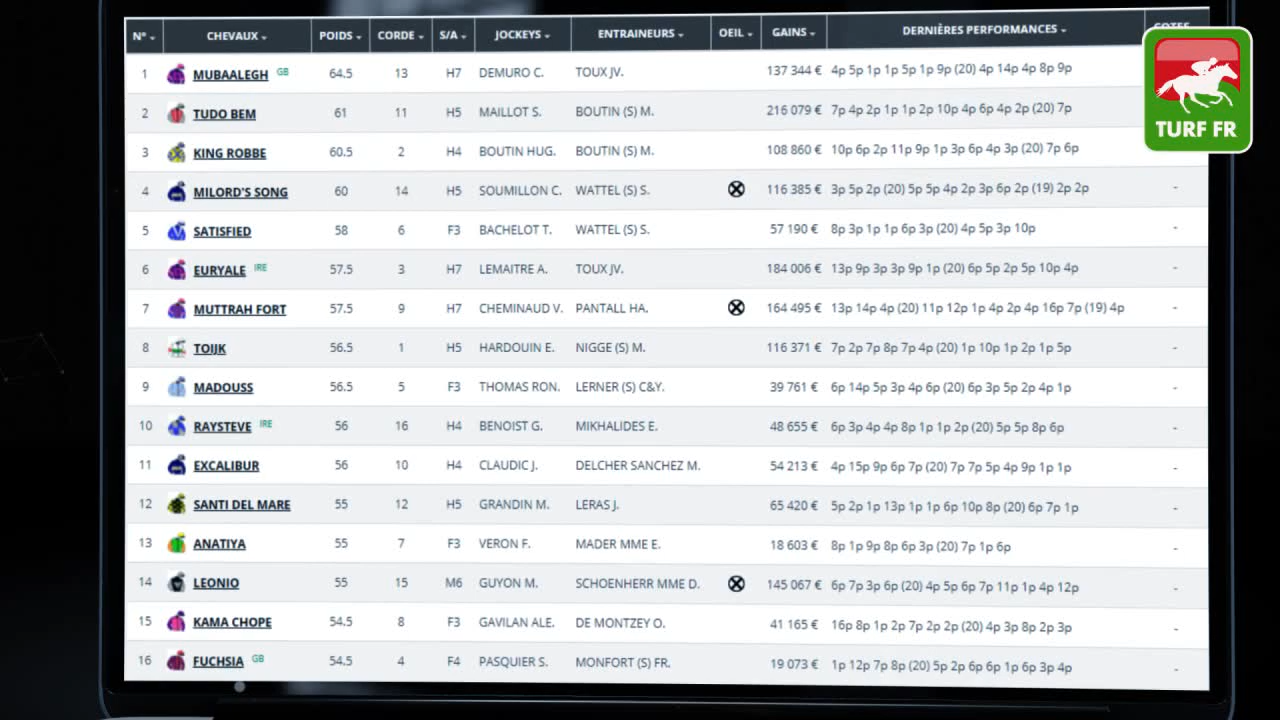 N° CHEVAUX POIDS CORDE S/A JOCKEYS ENTRAINEURS OEIL GAINS DERNIÈRES PERFORMANCES COTES
1 MUBAALEGH GB 64.5 13 H7 DEMURO C. TOUX JV. 137 344 € 4p 5p 1p 1p 5p 1p 9p (20) 4p 14p 4p 8p 9p
2 TUDO BEM 61 11 H5 MAILLOT S. BOUTIN (S) M. 216 079 € 7p 4p 2p 1p 1p 2p 10p 4p 6p 4p 2p (20) 7p
3 KING ROBBE 60.5 2 H4 BOUTIN HUG. BOUTIN (S) M. 108 860 € 10p 6p 2p 11p 9p 1p 3p 6p 4p 3p (20) 7p 6p
4 MILORD'S SONG 60 14 H5 SOUMILLON C. WATTEL (S) S. 116 385 € 3p 5p 2p (20) 5p 5p 4p 2p 3p 6p 2p (19) 2p 2p -
5 SATISFIED 58 6 F3 BACHELOT T. WATTEL (S) S. 57 190 € 8p 3p 1p 1p 6p 3p (20) 4p 5p 3p 10p -
6 EURYALE IRE 57.5 3 H7 LEMAITRE A. TOUX JV. 184 006 € 13p 9p 3p 3p 9p 1p (20) 6p 5p 2p 5p 10p 4p -
7 MUTTRAH FORT 57.5 9 H7 CHEMINAUD V. PANTALL HA. 164 495 € 13p 14p 4p (20) 11p 12p 1p 4p 2p 4p 16p 7p (19) 4p -
8 TOIJK 56.5 1 H5 HARDOUIN E. NIGGE (S) M. 116 371 € 7p 2p 7p 8p 7p 4p (20) 1p 10p 1p 2p 1p 5p -
9 MADOUSS 56.5 5 F3 THOMAS RON. LERNER (S) C&Y. 39 761 € 6p 14p 5p 3p 4p 6p (20) 6p 3p 5p 2p 4p 1p -
10 RAYSTEVE IRE 56 16 H4 BENOIST G. MIKHALIDES E. 48 655 € 6p 3p 4p 4p 8p 1p 1p 2p (20) 5p 5p 8p 6p -
11 EXCALIBUR 56 10 H4 CLAUDIC J. DELCHER SANCHEZ M. 54 213 € 4p 15p 9p 6p 7p (20) 7p 7p 5p 4p 9p 1p 1p -
12 SANTI DEL MARE 55 12 H5 GRANDIN M. LERAS J. 65 420 € 5p 2p 1p 13p 1p 1p 6p 10p 8p (20) 6p 7p 1p -
13 ANATIYA 55 7 F3 VERON F. MADER MME E. 18 603 € 8p 1p 9p 8p 6p 3p (20) 7p 1p 6p -
14 LEONIO 55 15 M6 GUYON M. SCHOENHERR MME D. 145 067 € 6p 7p 3p 6p (20) 4p 5p 6p 7p 11p 1p 4p 12p -
15 KAMA CHOPE 54.5 8 F3 GAVILAN ALE. DE MONTZEY O. 41 165 € 16p 8p 1p 2p 7p 2p 2p (20) 4p 3p 8p 2p 3p -
16 FUCHSIA GB 54.5 4 F4 PASQUIER S. MONFORT (S) FR. 19 073 € 1p 12p 7p 8p (20) 5p 2p 6p 6p 1p 6p 3p 4p -
TURF FR